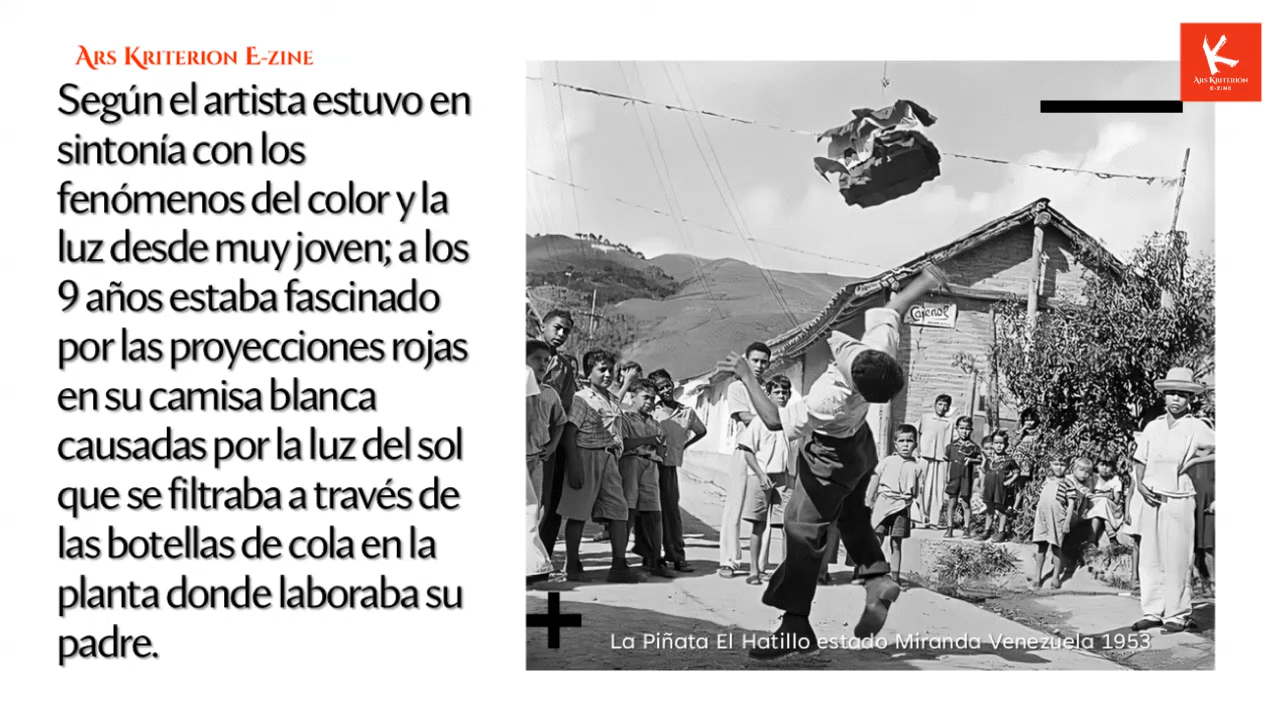 Ars Kriterion E-zine
Según el artista estuvo en
sintonía con los
fenómenos del color y la
luz desde muy joven; a los
9 años estaba fascinado
por las proyecciones rojas
en su camisa blanca
causadas por la luz del sol
que se filtraba a través de
las botellas de cola en la
planta donde laboraba su
padre.
K
Ars Kriterion
E-zine
Cafenol
La Piñata El Hatillo estado Miranda Venezuela 1953